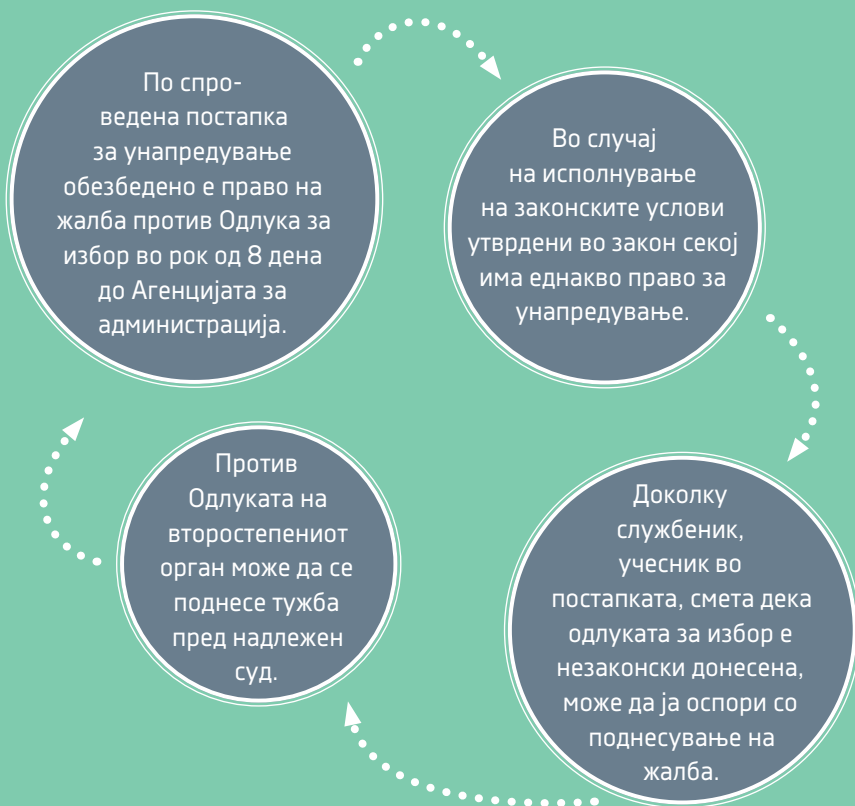 По спро-
ведена постапка
за унапредување
обезбедено е право на
жалба против Одлука за
избор во рок од 8 дена
до Агенцијата за
администрација.
Во случај
на исполнување
на законските услови
утврдени во закон секој
има еднакво право за
унапредување.
Доколку
службеник,
учесник во
постапката, смета дека
одлуката за избор е
незаконски донесена,
може да ја оспори со
поднесување на
жалба.
Против
Одлуката на
второстепениот
орган може да се
поднесе тужба
пред надлежен
суд.